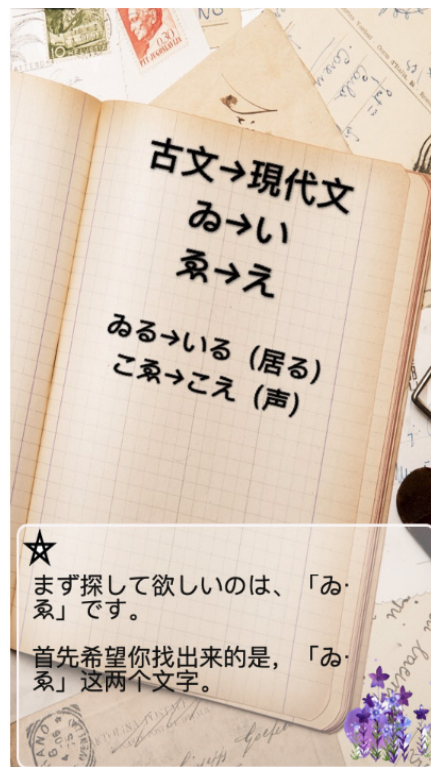 古文→現代文
ゐ→い
ゑ→え
ゐる→いる（居る）
こゑ→こえ（声）
まず探して欲しいのは、「ゐ･
ゑ」です。
首先希望你找出来的是，「ゐ･
ゑ」这两个文字。